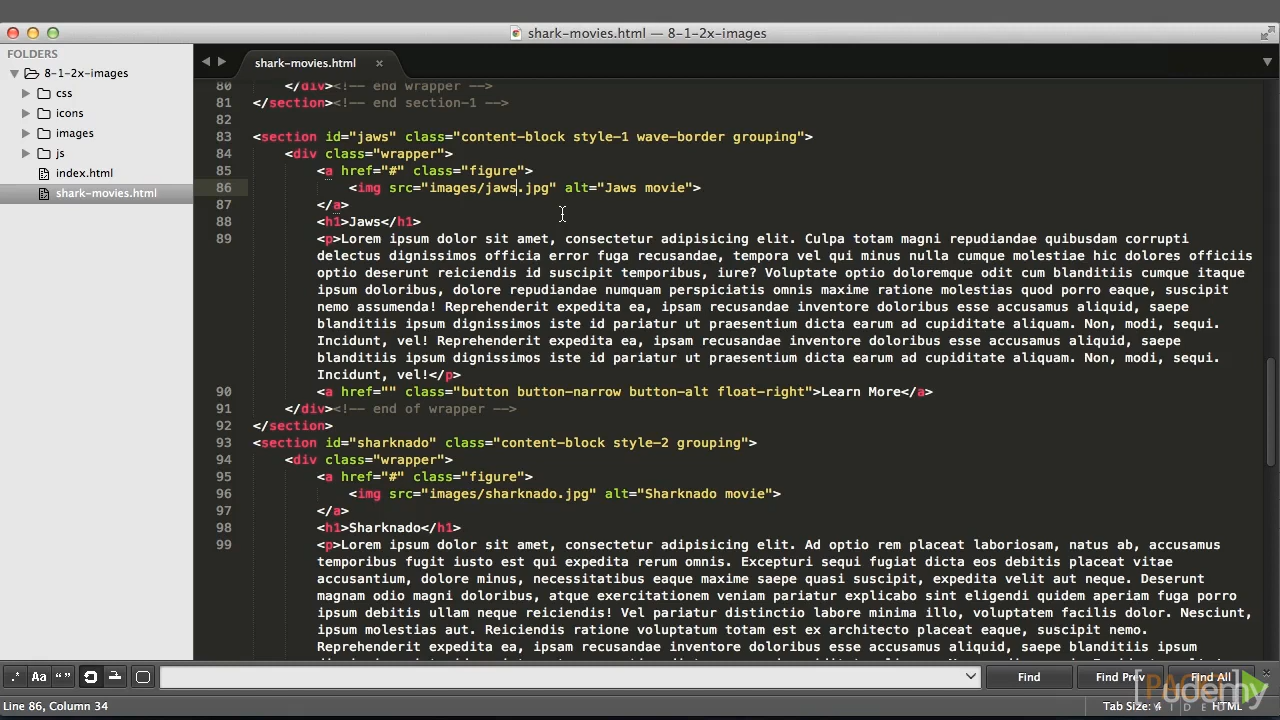 shark-movies.html — 8-1-2x-images
FOLDERS
8-1-2x-images
css
icons
images
js
index.html
shark-movies.html
shark-movies.html ×
80 </div><!-- end wrapper -->
81 </section><!-- end section-1 -->
82
83 <section id="jaws" class="content-block style-1 wave-border grouping">
84 <div class="wrapper">
85 <a href="#" class="figure">
86 <img src="images/jaws.jpg" alt="Jaws movie">
87 </a>
88 <h1>Jaws</h1>
89 <p>Lorem ipsum dolor sit amet, consectetur adipisicing elit. Culpa totam magni repudiandae quibusdam corrupti
delectus dignissimos officia error fuga recusandae, tempora vel qui minus nulla cumque molestiae hic dolores officiis
optio deserunt reiciendis id suscipit temporibus, iure? Voluptate optio doloremque odit cum blanditiis cumque itaque
ipsum doloribus, dolore repudiandae numquam perspiciatis omnis maxime ratione molestias quod porro eaque, suscipit
nemo assumenda! Reprehenderit expedita ea, ipsam recusandae inventore doloribus esse accusamus aliquid, saepe
blanditiis ipsum dignissimos iste id pariatur ut praesentium dicta earum ad cupiditate aliquam. Non, modi, sequi.
Incidunt, vel! Reprehenderit expedita ea, ipsam recusandae inventore doloribus esse accusamus aliquid, saepe
blanditiis ipsum dignissimos iste id pariatur ut praesentium dicta earum ad cupiditate aliquam. Non, modi, sequi.
Incidunt, vel!</p>
90 <a href="" class="button button-narrow button-alt float-right">Learn More</a>
91 </div><!-- end of wrapper -->
92 </section>
93 <section id="sharknado" class="content-block style-2 grouping">
94 <div class="wrapper">
95 <a href="#" class="figure">
96 <img src="images/sharknado.jpg" alt="Sharknado movie">
97 </a>
98 <h1>Sharknado</h1>
99 <p>Lorem ipsum dolor sit amet, consectetur adipisicing elit. Ad optio rem placeat laboriosam, natus ab, accusamus
temporibus fugit iusto est qui expedita rerum omnis. Excepturi sequi fugiat dicta eos debitis placeat vitae
accusantium, dolore minus, necessitatibus eaque maxime saepe quasi suscipit, expedita velit aut neque. Deserunt
magnam odio magni doloribus, atque exercitationem veniam pariatur explicabo sint eligendi quidem aperiam fuga porro
ipsum debitis ullam neque reiciendis! Vel pariatur distinctio labore minima illo, voluptatem facilis dolor. Nesciunt,
ipsum molestias aut. Reiciendis ratione voluptatum totam est ex architecto placeat, suscipit nemo.
Reprehenderit expedita ea, ipsam recusandae inventore doloribus esse accusamus aliquid, saepe
.* Aa “ ” Find Find Prev Find All
Line 86, Column 34 Tab Size: 4 HTML
udemy